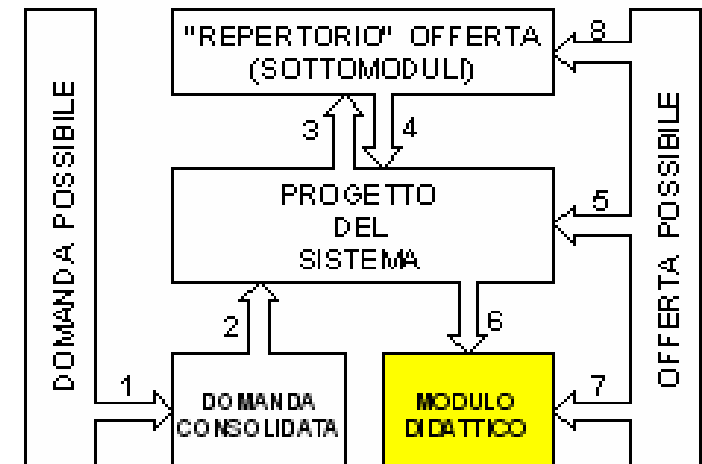 "REPERTORIO" OFFERTA
(SOTTOMODULI)
8
3
4
DOMANDA POSSIBILE
OFFERTA POSSIBILE
PROGETTO
DEL
SISTEMA
5
2
6
1
DOMANDA
CONSOLIDATA
MODULO
DIDATTICO
7